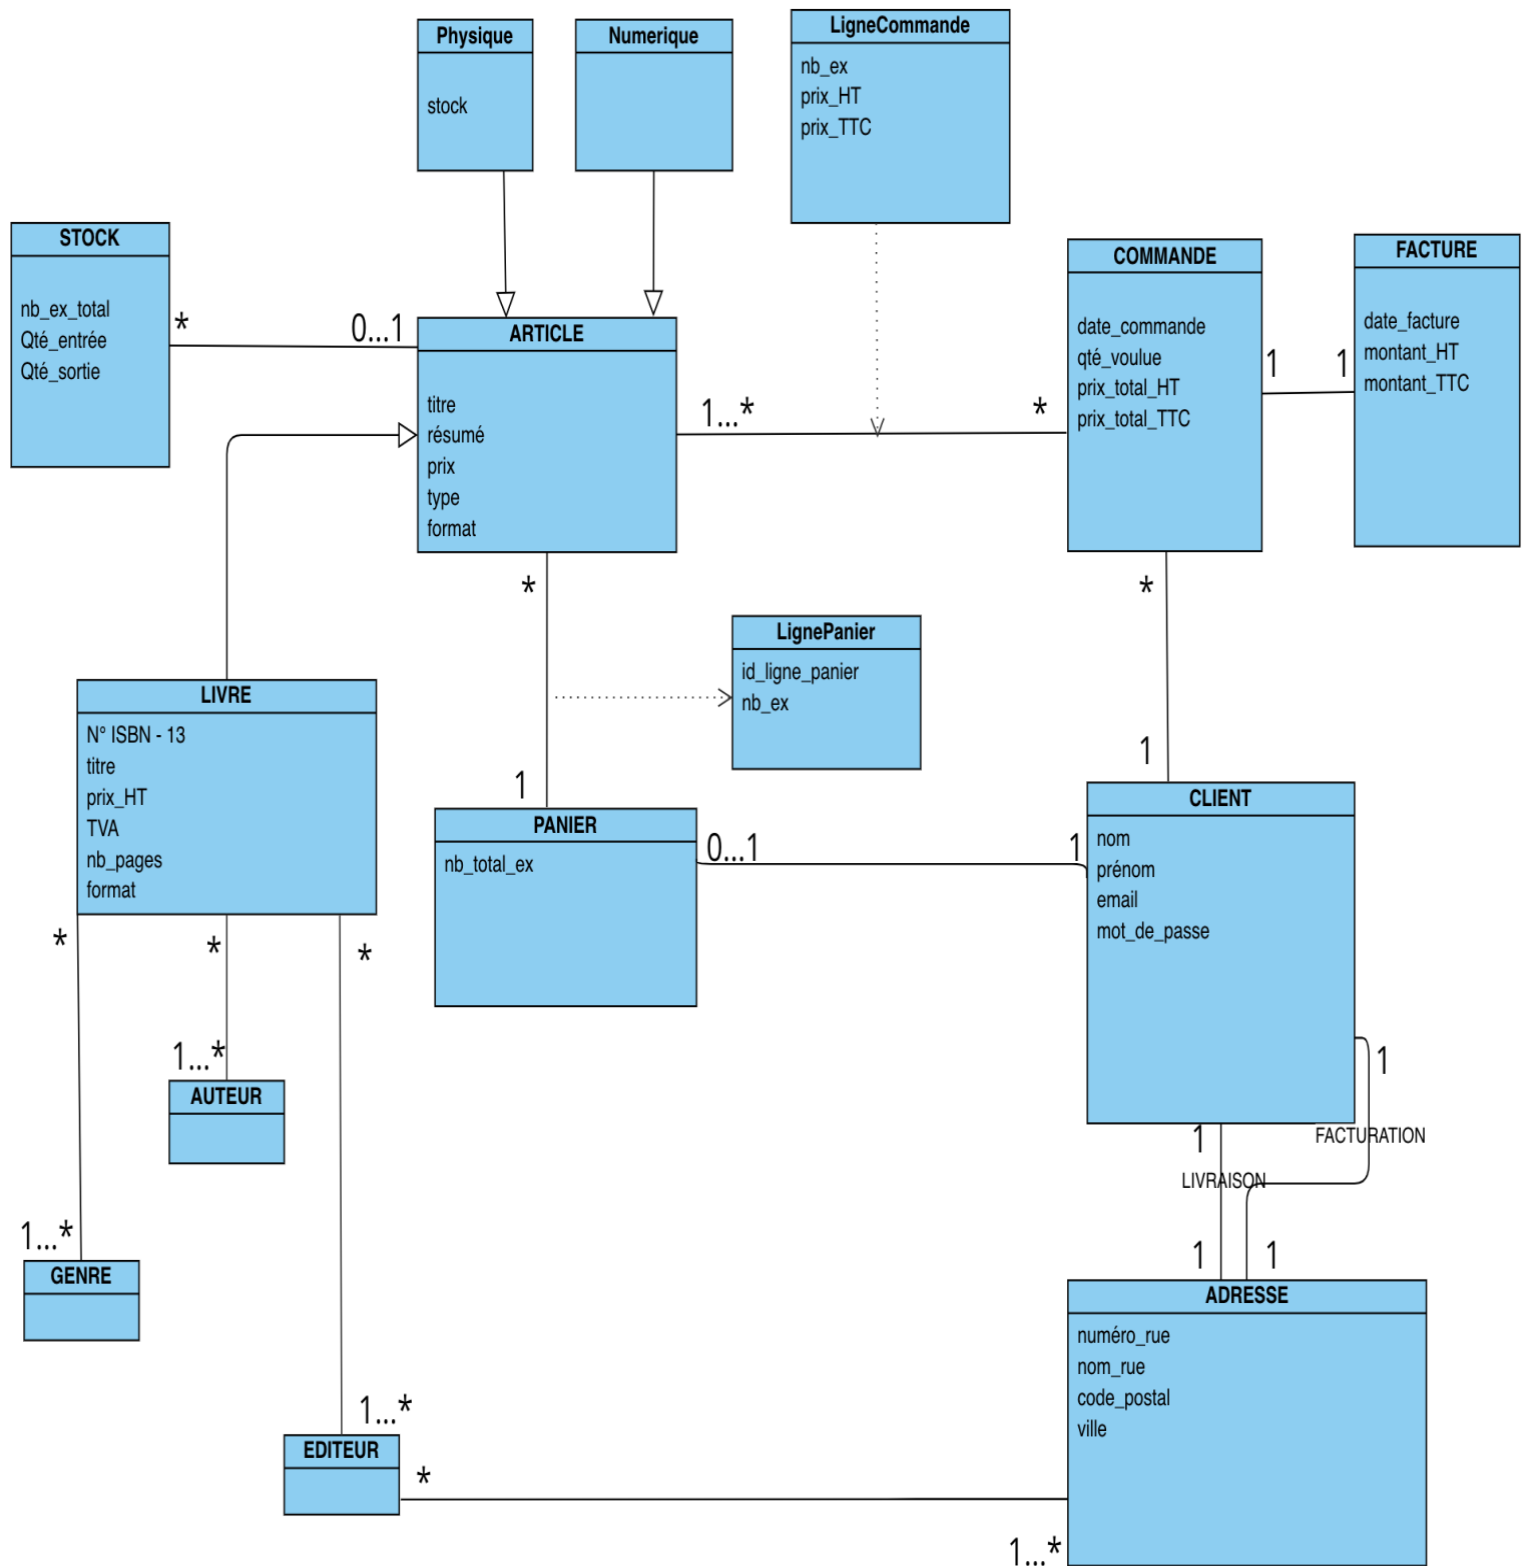 Physique
stock
Numerique
LigneCommande
nb_ex
prix_HT
prix_TTC
STOCK
nb_ex_total
Qté_entrée
Qté_sortie
*
0...1
ARTICLE
titre
résumé
prix
type
format
1...*
*
COMMANDE
date_commande
qté_voulue
prix_total_HT
prix_total_TTC
1
1
FACTURE
date_facture
montant_HT
montant_TTC
*
1
LignePanier
id_ligne_panier
nb_ex
*
1
LIVRE
N° ISBN - 13
titre
prix_HT
TVA
nb_pages
format
PANIER
nb_total_ex
0...1
1
CLIENT
nom
prénom
email
mot_de_passe
*
*
*
1...*
AUTEUR
1
1
FACTURATION
LIVRAISON
1...*
GENRE
1
1
ADRESSE
numéro_rue
nom_rue
code_postal
ville
1...*
EDITEUR
*
1...*